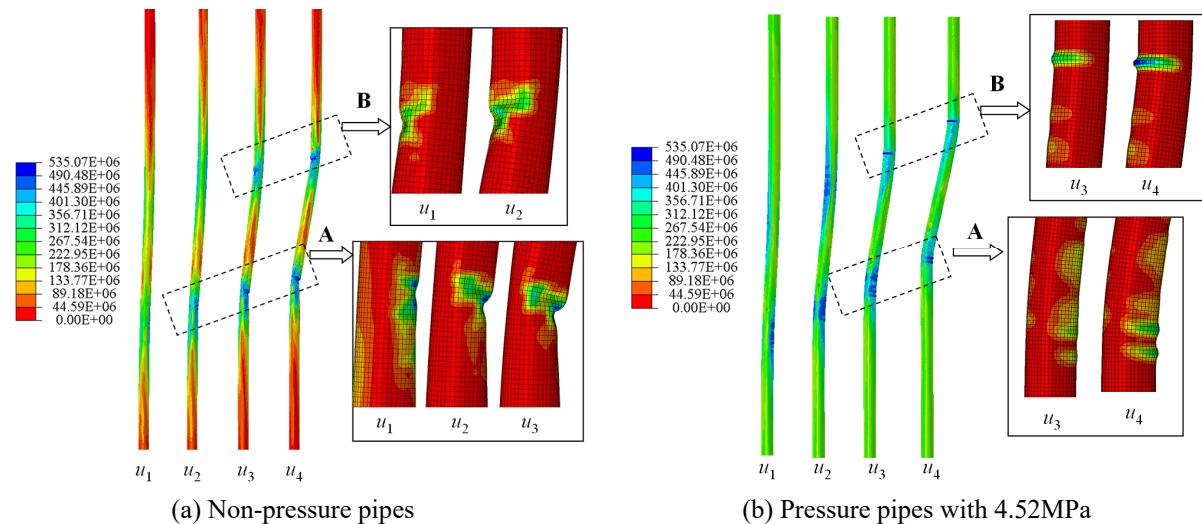 535.07E+06
490.48E+06
445.89E+06
401.30E+06
356.71E+06
312.12E+06
267.54E+06
222.95E+06
178.36E+06
133.77E+06
89.18E+06
44.59E+06
0.00E+00
B
u₁ u₂
A
u₁ u₂ u₃
u₁ u₂ u₃ u₄
(a) Non-pressure pipes
535.07E+06
490.48E+06
445.89E+06
401.30E+06
356.71E+06
312.12E+06
267.54E+06
222.95E+06
178.36E+06
133.77E+06
89.18E+06
44.59E+06
0.00E+00
B
u₃ u₄
A
u₃ u₄
u₁ u₂ u₃ u₄
(b) Pressure pipes with 4.52MPa